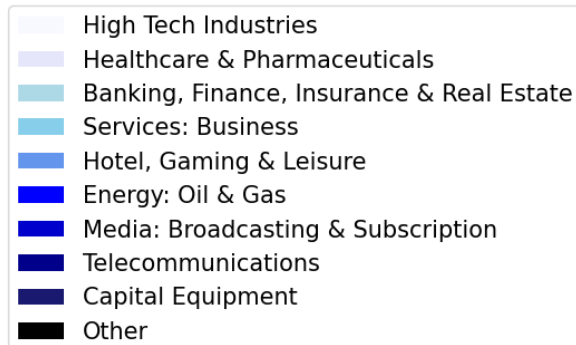 High Tech Industries
Healthcare & Pharmaceuticals
Banking, Finance, Insurance & Real Estate
Services: Business
Hotel, Gaming & Leisure
Energy: Oil & Gas
Media: Broadcasting & Subscription
Telecommunications
Capital Equipment
Other